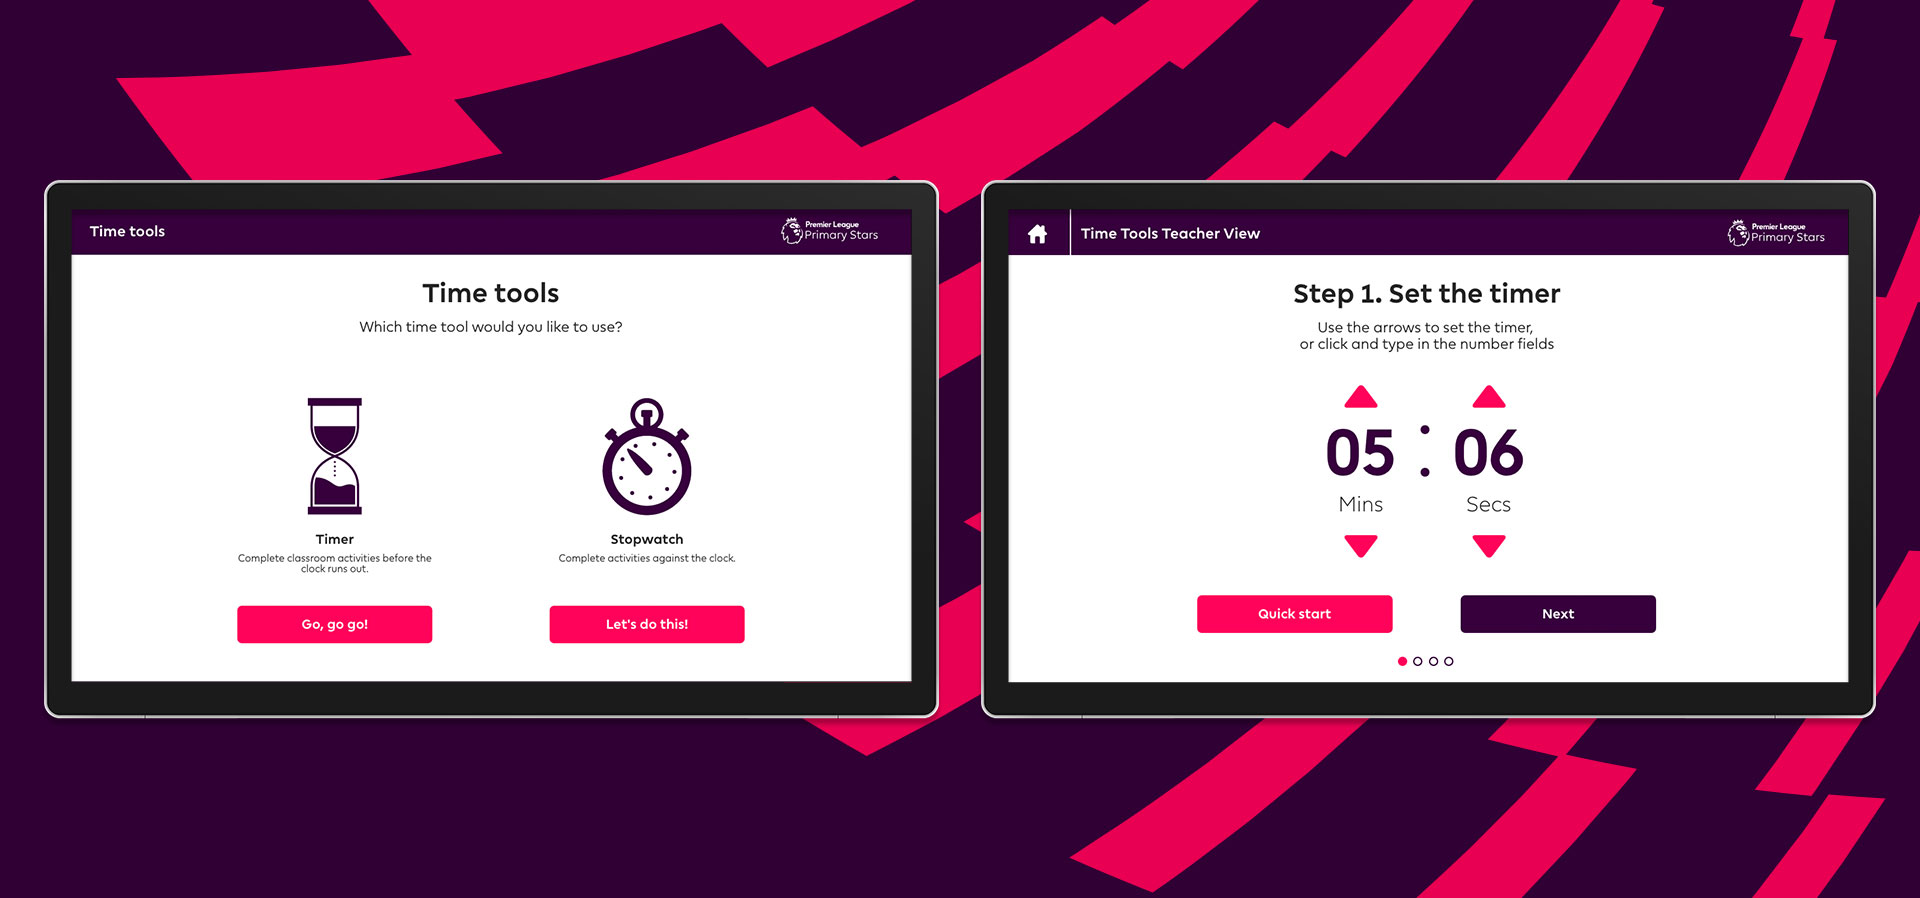 Time tools
Premier League
Primary Stars
Time tools
Which time tool would you like to use?
Timer
Complete classroom activities before the
clock runs out.
Go, go go!
Stopwatch
Complete activities against the clock.
Let's do this!
Time Tools Teacher View
Premier League
Primary Stars
Step 1. Set the timer
Use the arrows to set the timer,
or click and type in the number fields
05 : 06
Mins Secs
Quick start
Next